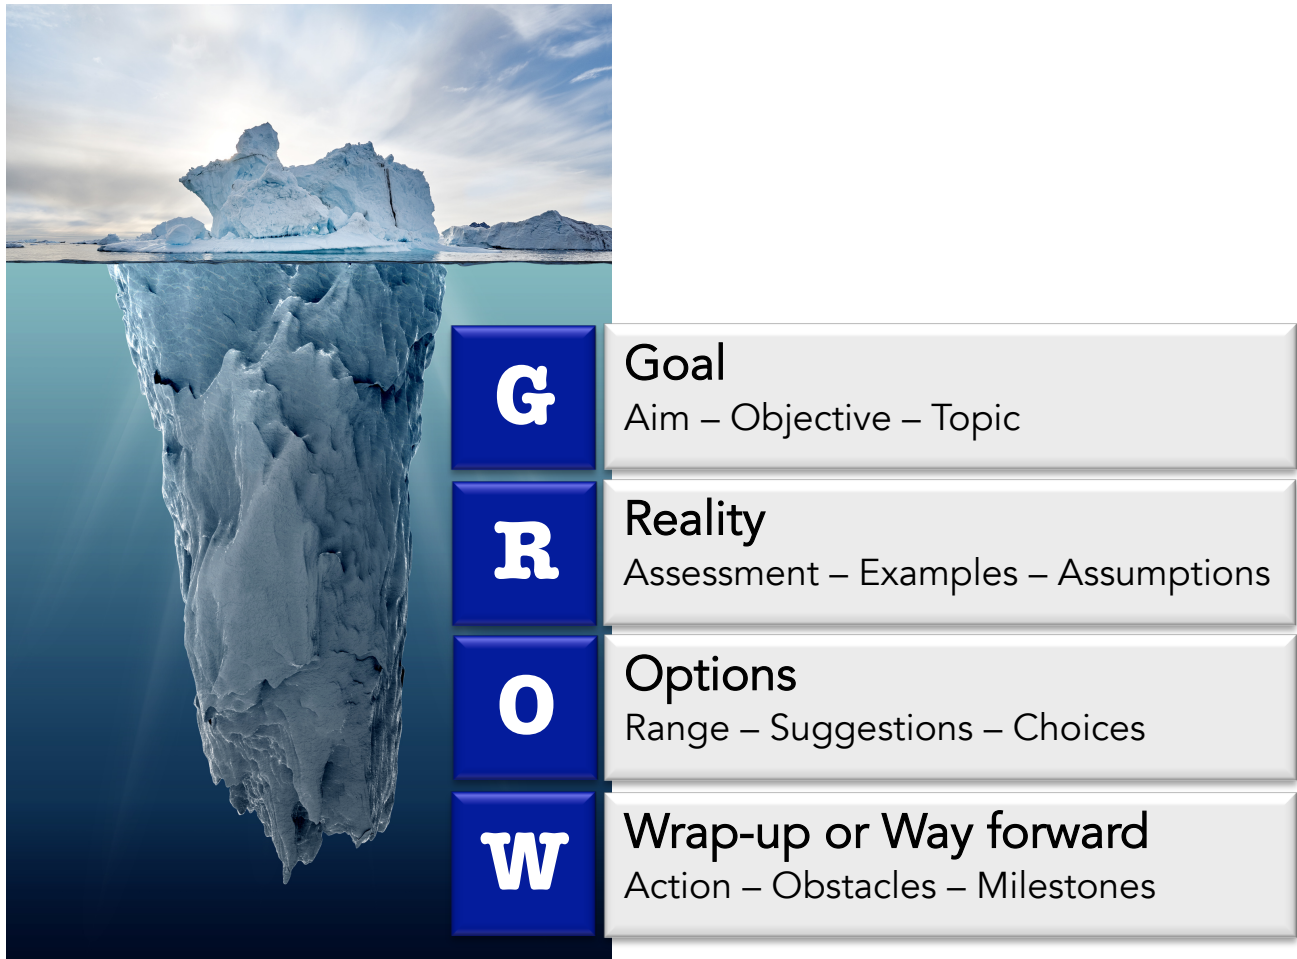 G
Goal
Aim – Objective – Topic
R
Reality
Assessment – Examples – Assumptions
O
Options
Range – Suggestions – Choices
W
Wrap-up or Way forward
Action – Obstacles – Milestones